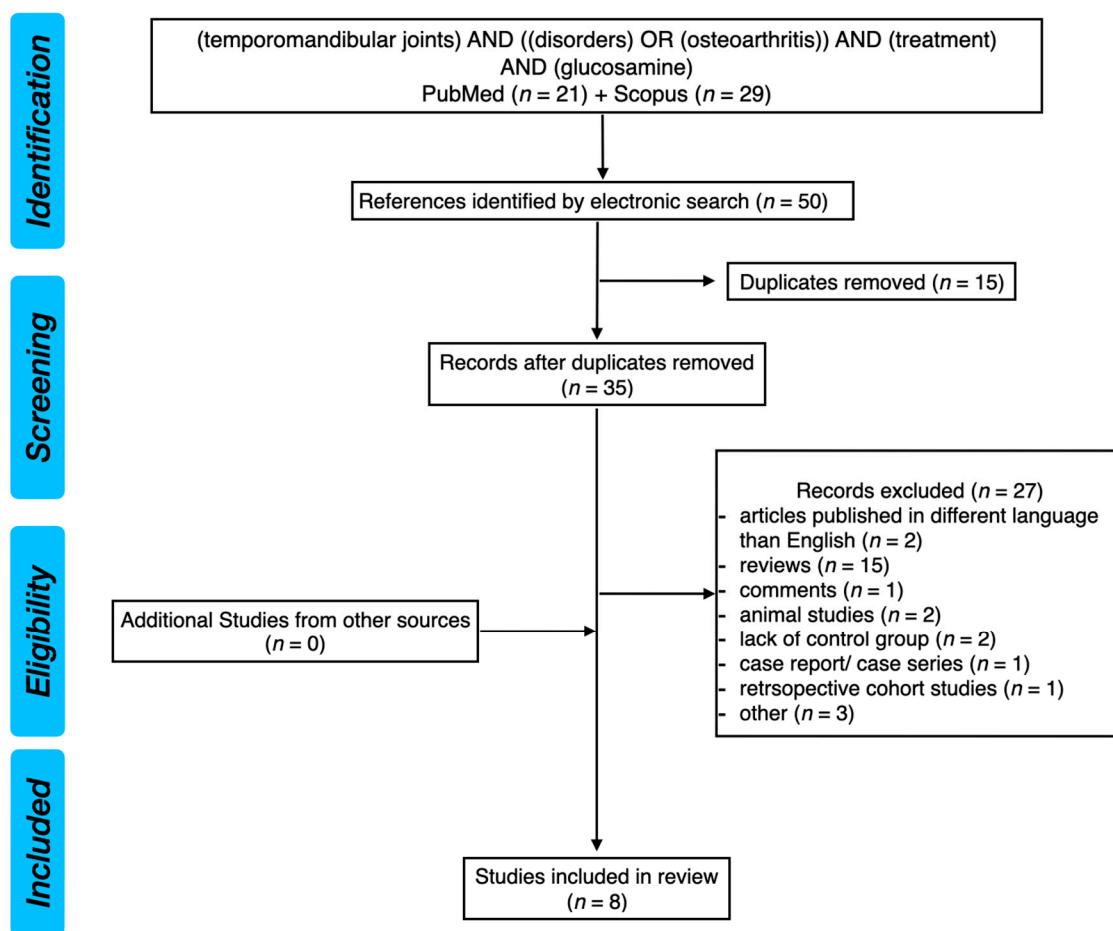 Identification
(temporomandibular joints) AND ((disorders) OR (osteoarthritis)) AND (treatment)
AND (glucosamine)
PubMed (n = 21) + Scopus (n = 29)
References identified by electronic search (n = 50)
Screening
Duplicates removed (n = 15)
Records after duplicates removed
(n = 35)
Eligibility
Records excluded (n = 27)
- articles published in different language
than English (n = 2)
- reviews (n = 15)
- comments (n = 1)
- animal studies (n = 2)
- lack of control group (n = 2)
- case report/ case series (n = 1)
- retrsopective cohort studies (n = 1)
- other (n = 3)
Additional Studies from other sources
(n = 0)
Included
Studies included in review
(n = 8)